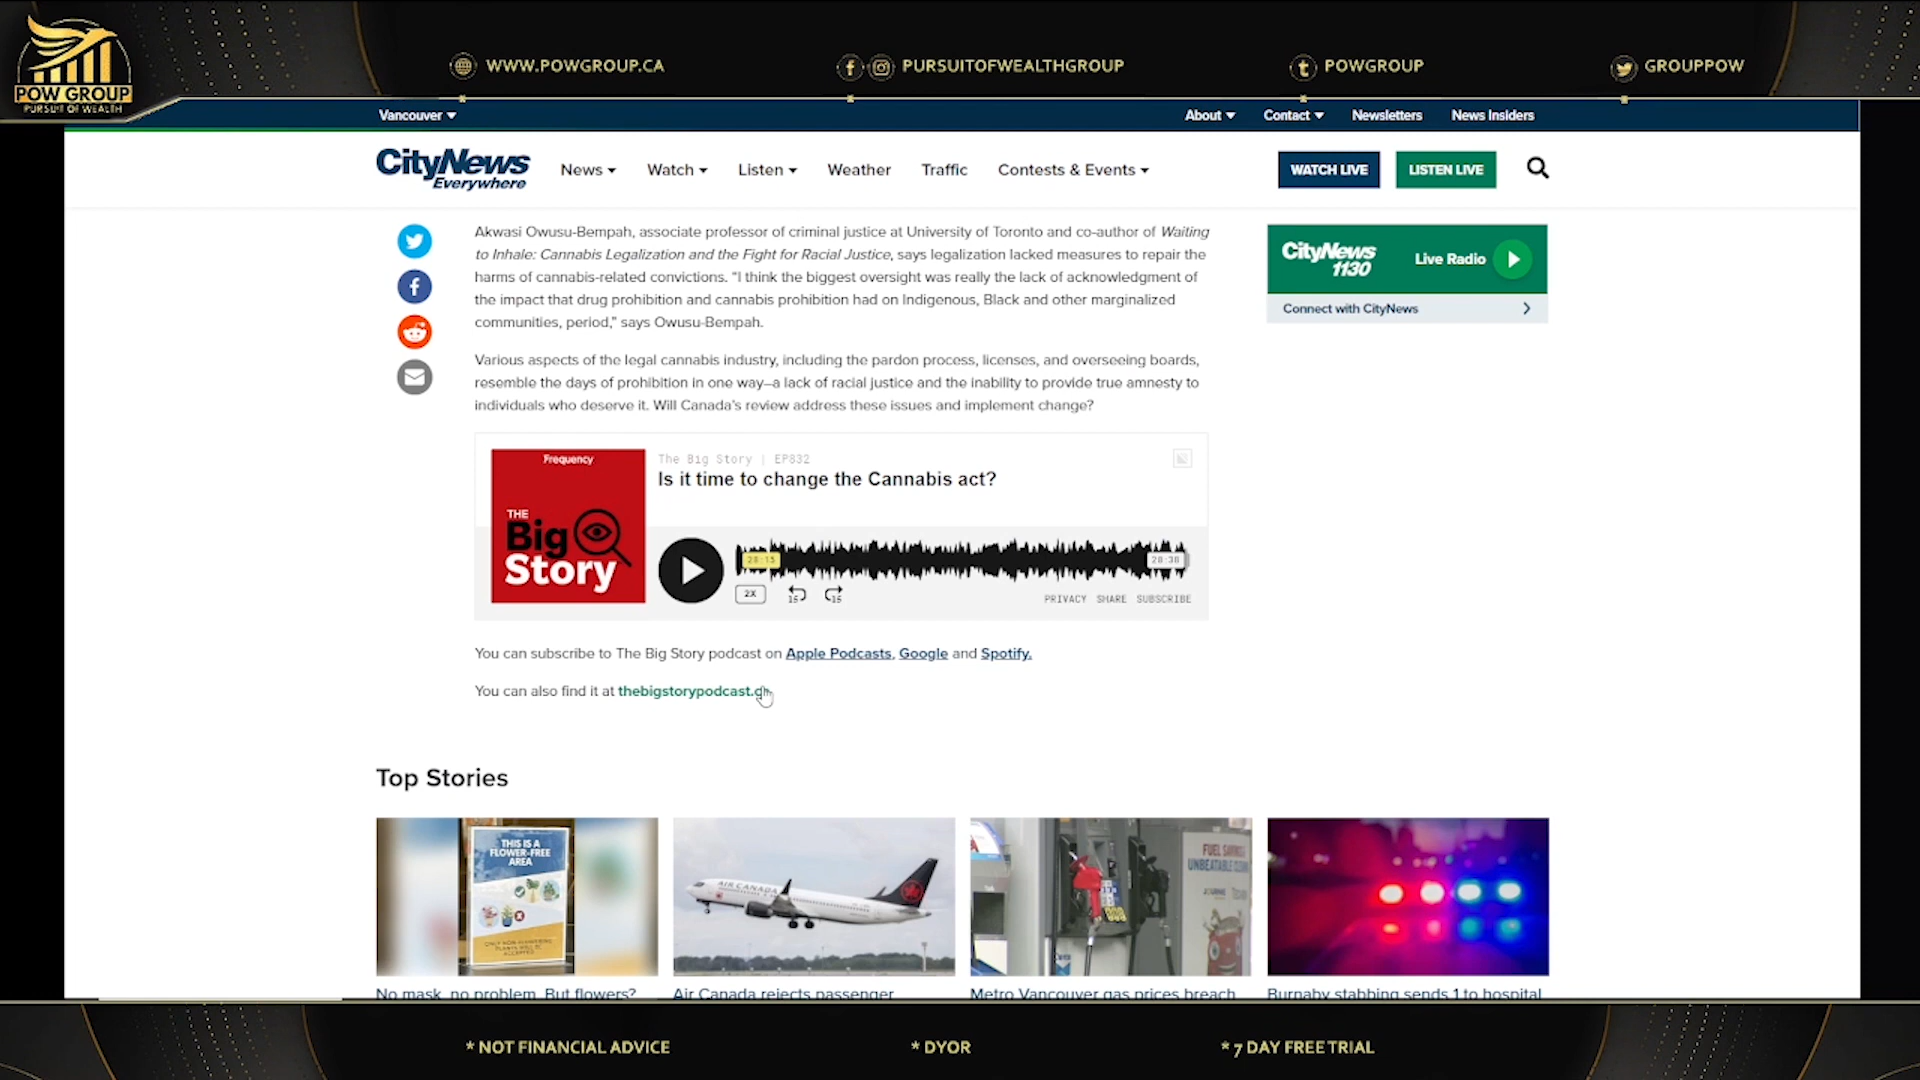 POW GROUP
PURSUIT OF WEALTH
WWW.POWGROUP.CA
PURSUITOFWEALTHGROUP
POWGROUP
GROUPPOW
Vancouver
About
Contact
Newsletters
News Insiders
CityNews
Everywhere
News
Watch
Listen
Weather
Traffic
Contests & Events
WATCH LIVE
LISTEN LIVE
Akwasi Owusu-Bempah, associate professor of criminal justice at University of Toronto and co-author of Waiting
to Inhale: Cannabis Legalization and the Fight for Racial Justice, says legalization lacked measures to repair the
harms of cannabis-related convictions. “I think the biggest oversight was really the lack of acknowledgment of
the impact that drug prohibition and cannabis prohibition had on Indigenous, Black and other marginalized
communities, period,” says Owusu-Bempah.
CityNews
1130
Live Radio
Connect with CityNews
Various aspects of the legal cannabis industry, including the pardon process, licenses, and overseeing boards,
resemble the days of prohibition in one way—a lack of racial justice and the inability to provide true amnesty to
individuals who deserve it. Will Canada’s review address these issues and implement change?
Frequency
THE
Big
Story
The Big Story | EP832
Is it time to change the Cannabis act?
20:15
20:38
2X
15
15
PRIVACY SHARE SUBSCRIBE
You can subscribe to The Big Story podcast on Apple Podcasts, Google and Spotify.
You can also find it at thebigstorypodcast.c
Top Stories
THIS IS A
FLOWER-FREE
AREA
AIR CANADA
FUEL SAVINGS
UNBEATABLE
No mask, no problem. But flowers?
Air Canada rejects passenger
Metro Vancouver gas prices breach
Burnaby stabbing sends 1 to hospital
* NOT FINANCIAL ADVICE
* DYOR
* 7 DAY FREE TRIAL